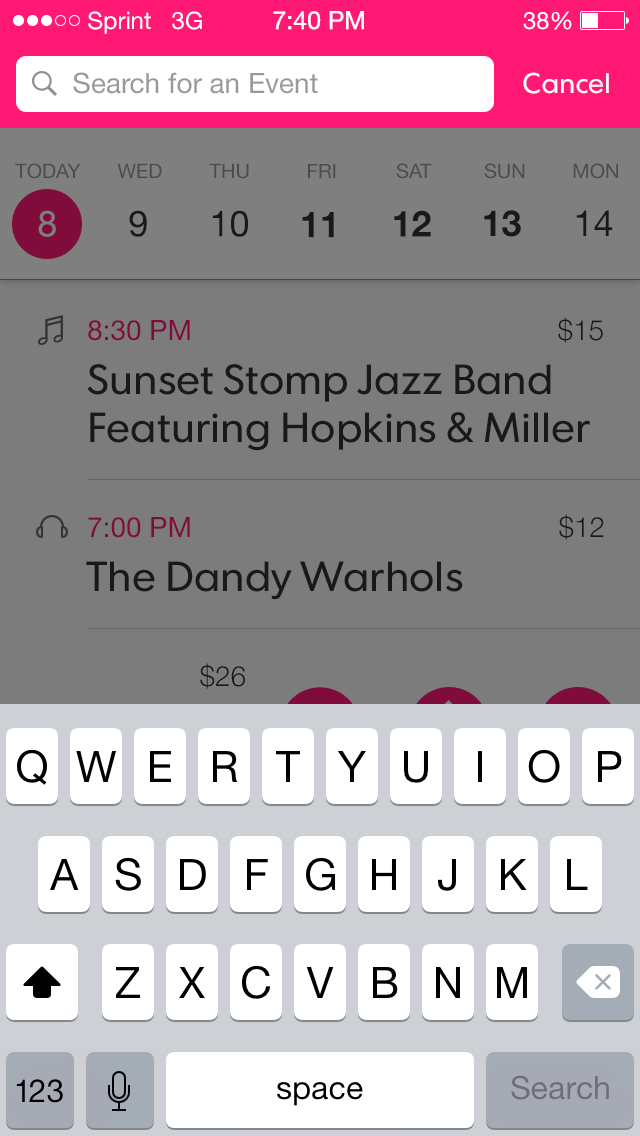 Sprint 3G 7:40 PM 38%
Search for an Event Cancel
TODAY WED THU FRI SAT SUN MON
8 9 10 11 12 13 14
8:30 PM $15
Sunset Stomp Jazz Band
Featuring Hopkins & Miller
7:00 PM $12
The Dandy Warhols
$26
Q W E R T Y U I O P
A S D F G H J K L
Z X C V B N M
123 space Search